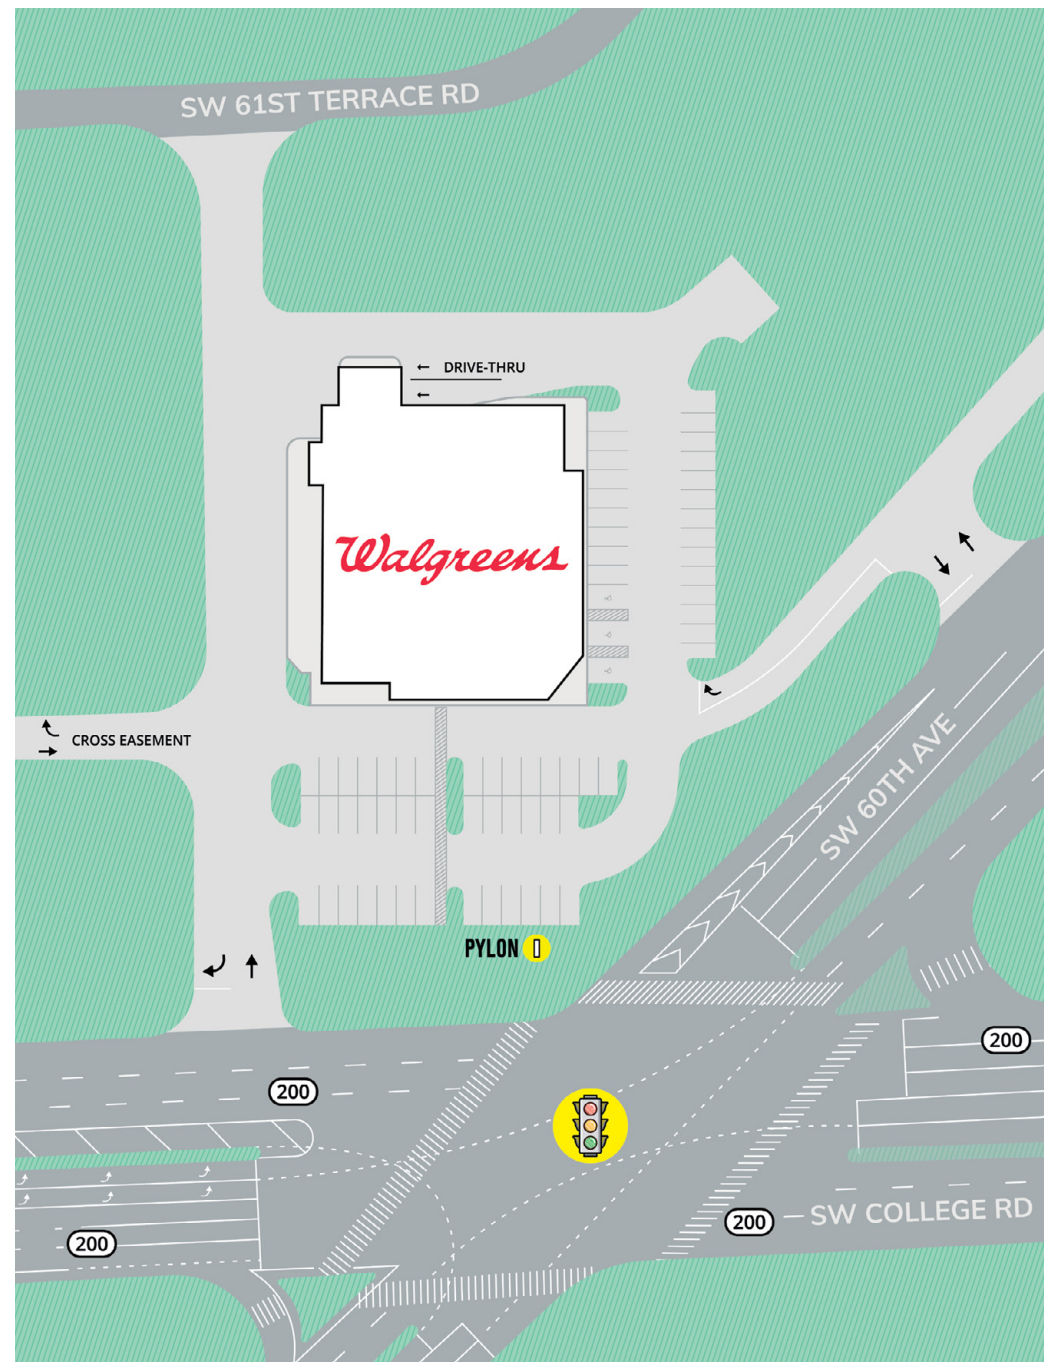 SW 61ST TERRACE RD
DRIVE-THRU
Walgreens
CROSS EASEMENT
SW 60TH AVE
PYLON
200
200
200
200
SW COLLEGE RD